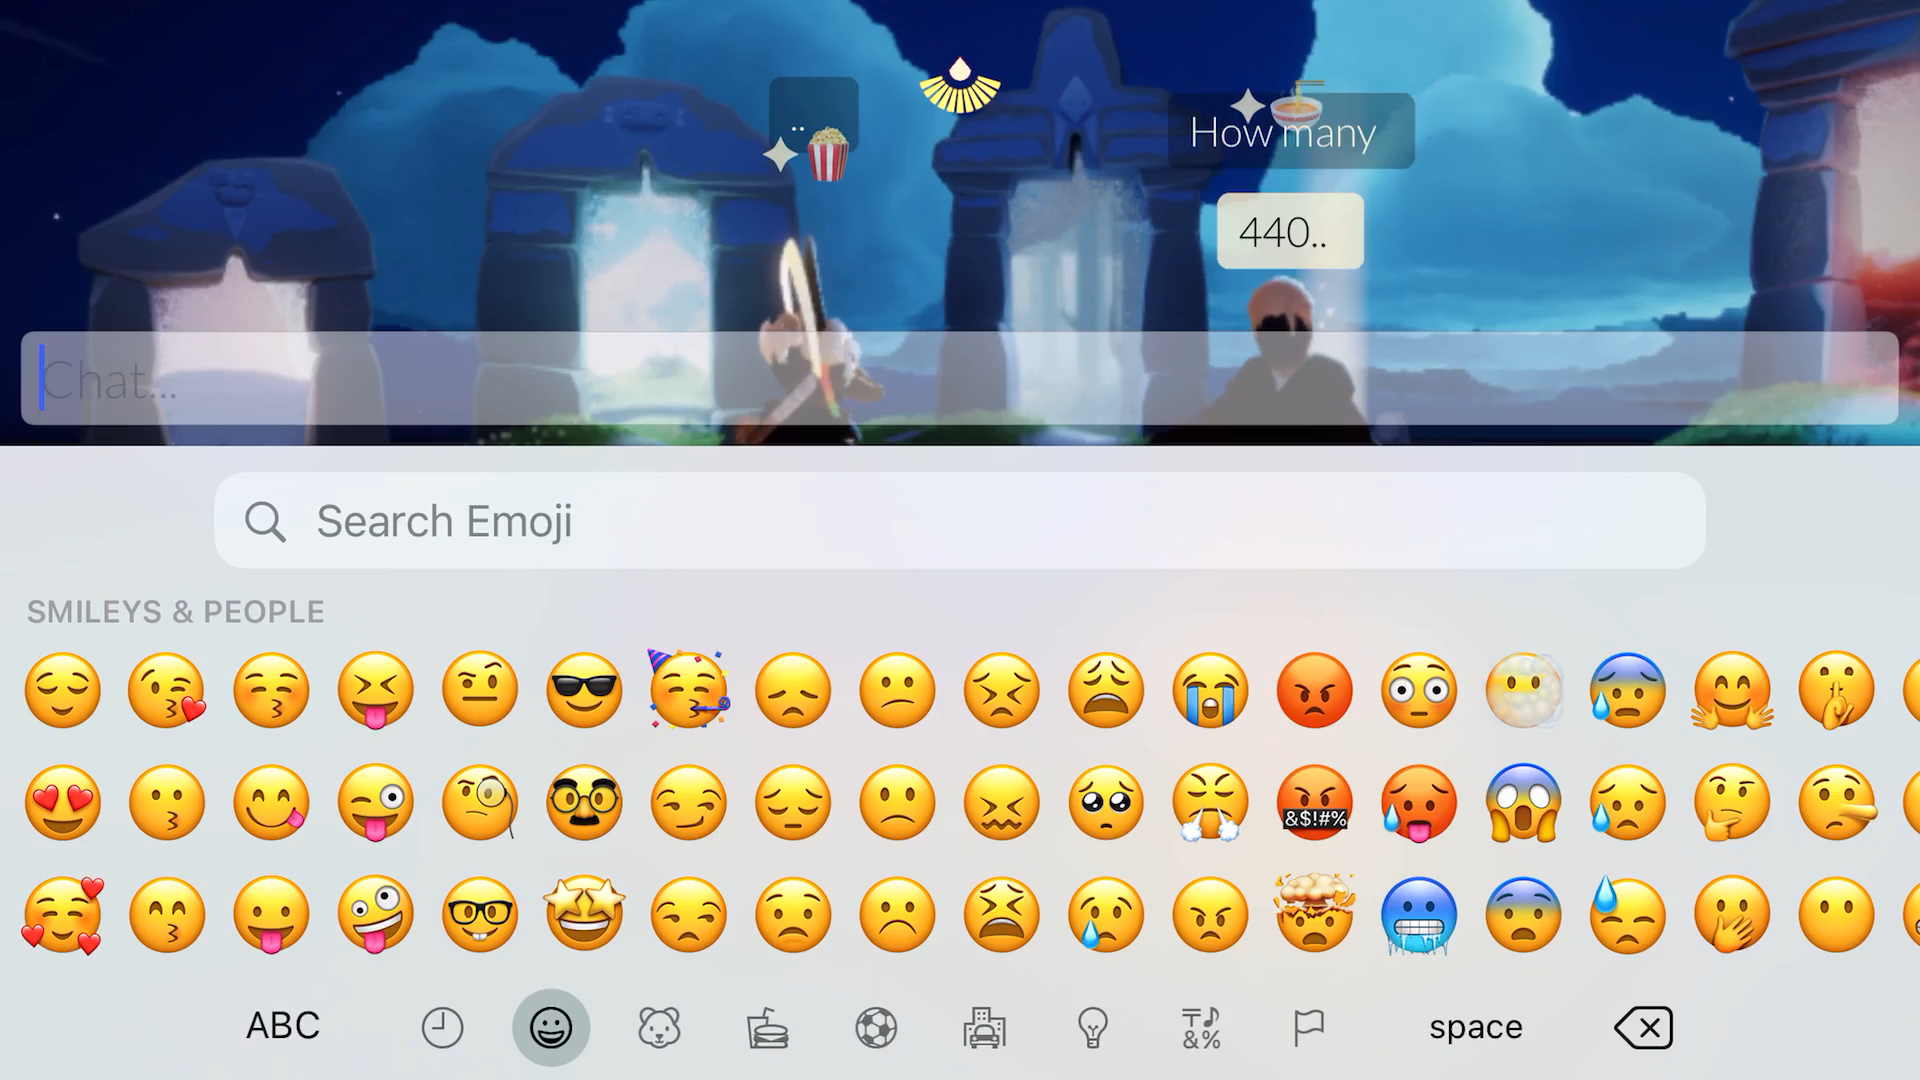 ..
How many
440..
Chat...
Search Emoji
SMILEYS & PEOPLE
&$!#%
ABC
space